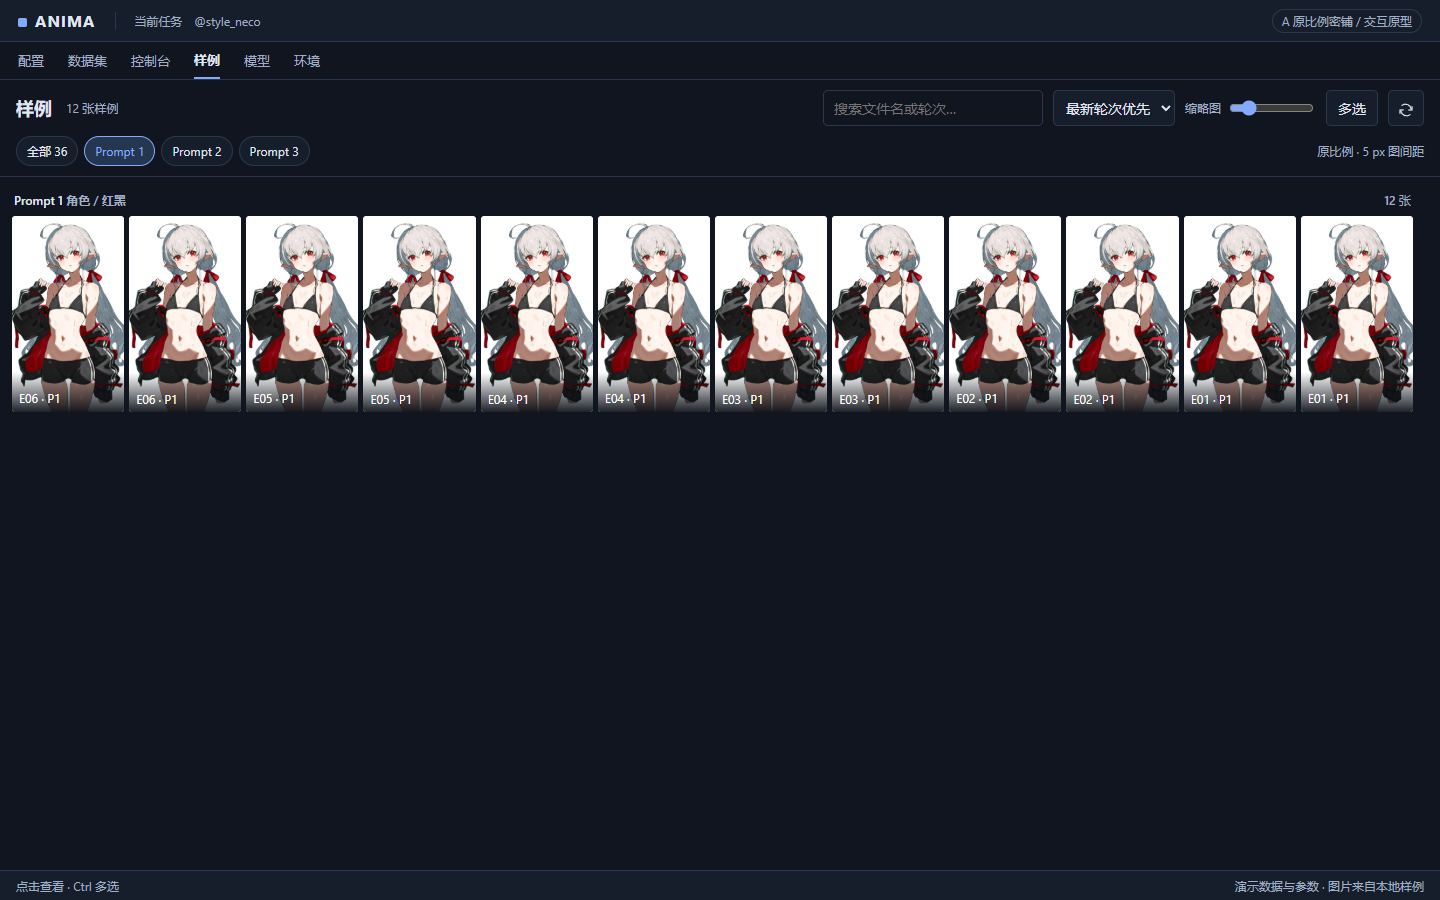 ANIMA 当前任务 @style_neco A 原比例密铺 / 交互原型
配置 数据集 控制台 样例 模型 环境
样例 12 张样例 搜索文件名或轮次... 最新轮次优先 缩略图 多选
全部 36 Prompt 1 Prompt 2 Prompt 3 原比例 · 5 px 图间距
Prompt 1 角色 / 红黑 12 张
E06 · P1 E06 · P1 E05 · P1 E05 · P1 E04 · P1 E04 · P1 E03 · P1 E03 · P1 E02 · P1 E02 · P1 E01 · P1 E01 · P1
点击查看 · Ctrl 多选 演示数据与参数 · 图片来自本地样例